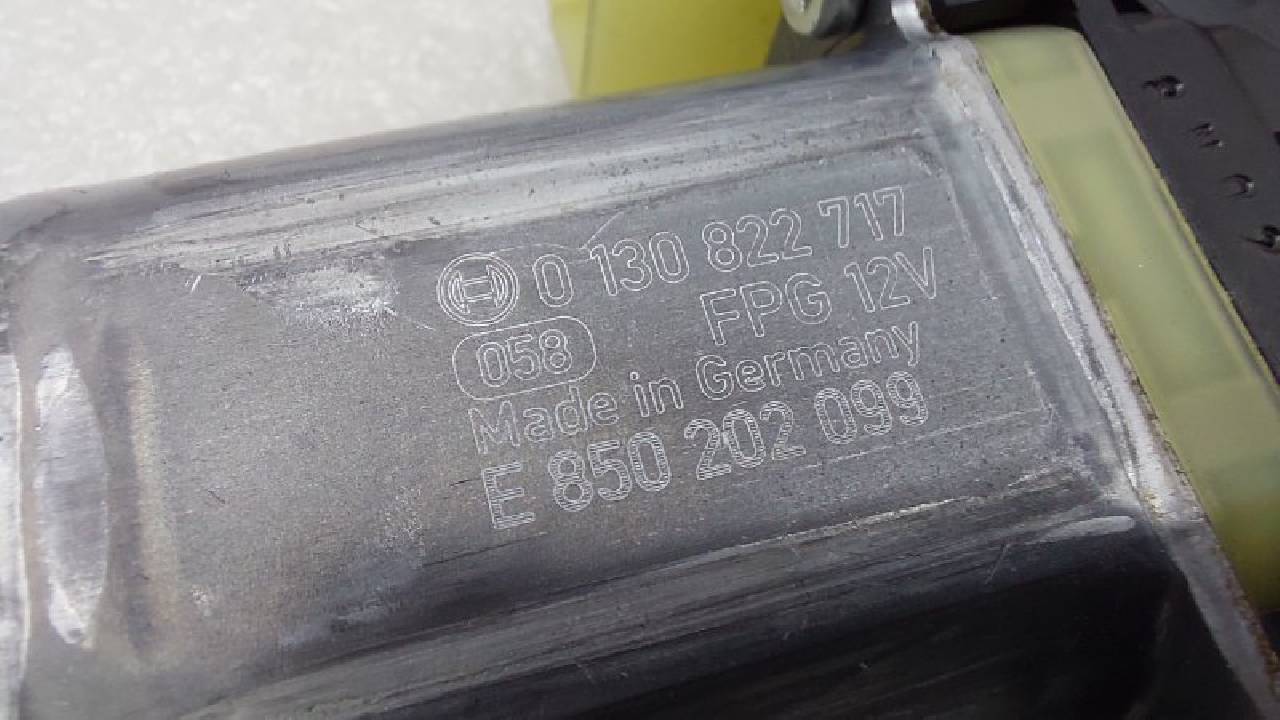 0 130 822 717
FPG 12V
058
Made in Germany
E 850 202 099